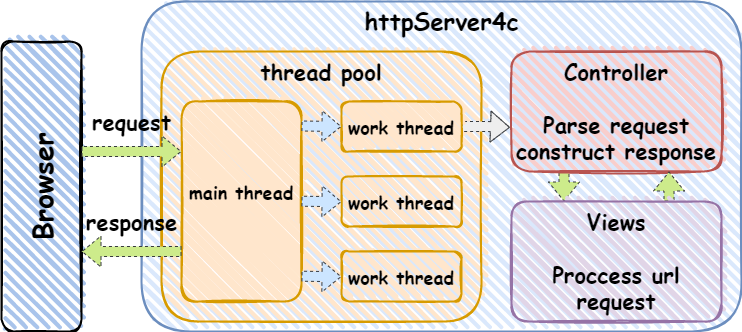 httpServer4c
thread pool
Controller
request
work thread
Parse request
construct response
Browser
main thread
work thread
response
Views
work thread
Proccess url
request